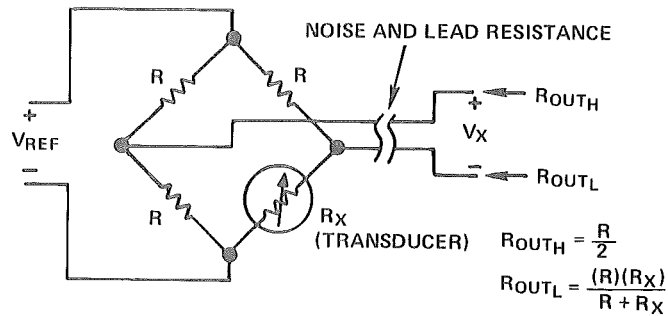 NOISE AND LEAD RESISTANCE
R
R
+
VREF
−
+
ROUTH
VX
−
ROUTL
R
RX
(TRANSDUCER)
ROUTH = R/2
ROUTL = (R)(RX)/R + RX